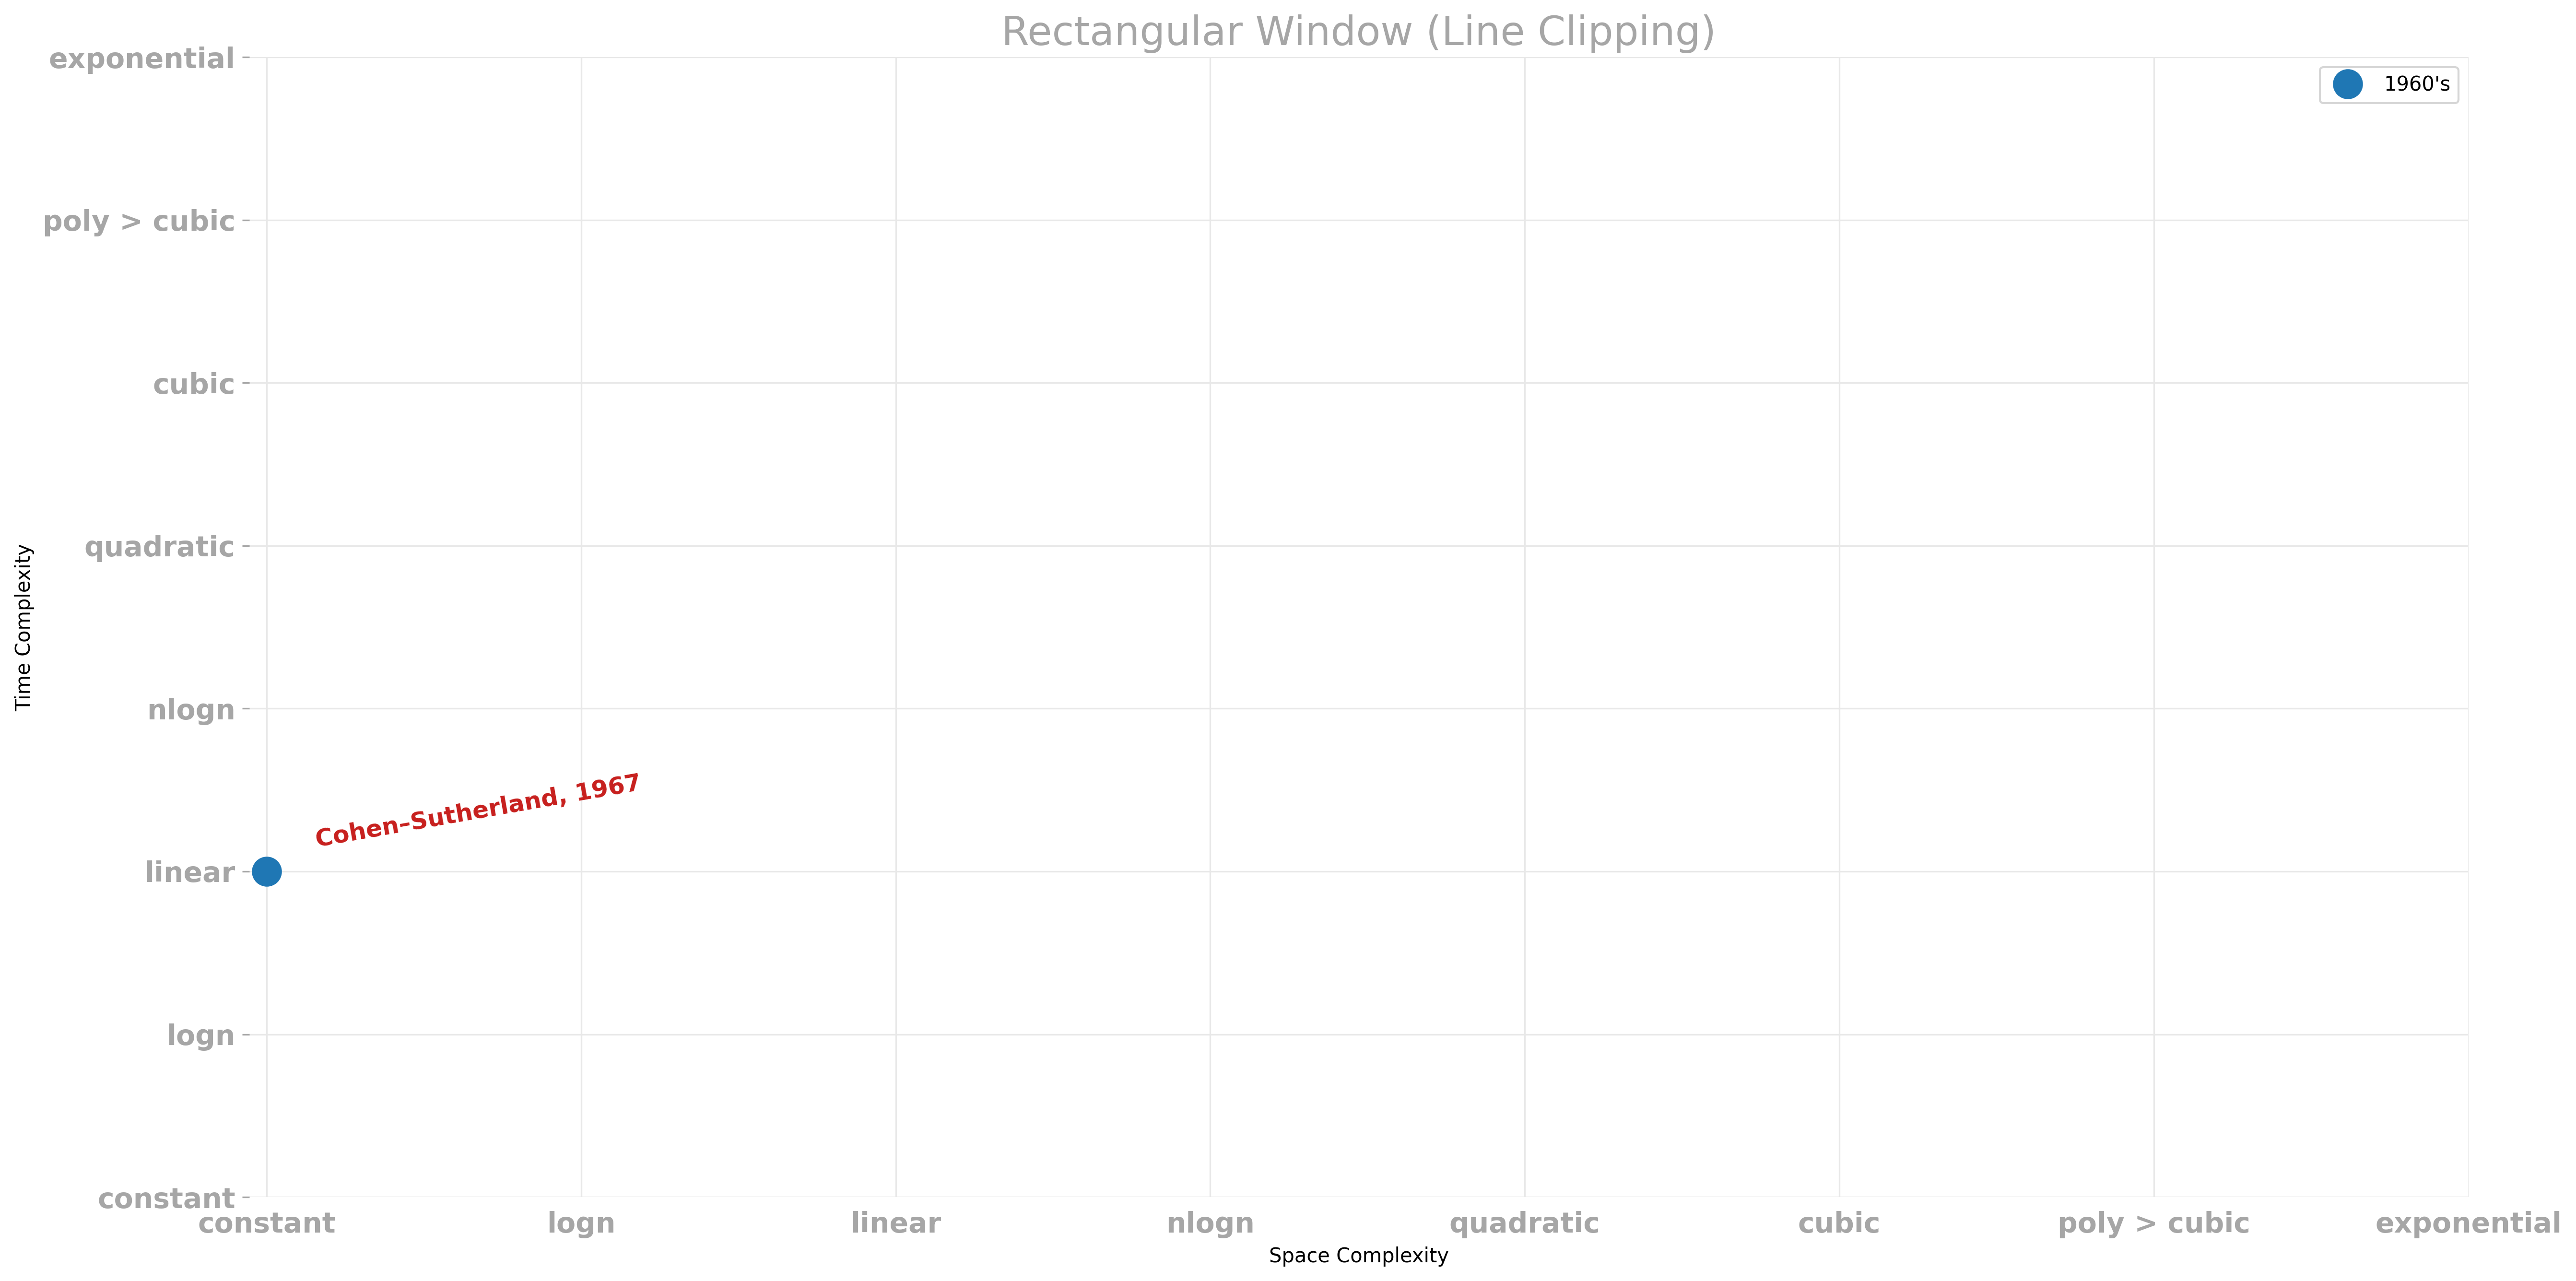 Rectangular Window (Line Clipping)
exponential
1960's
poly > cubic
cubic
quadratic
Time Complexity
nlogn
Cohen–Sutherland, 1967
linear
logn
constant
constant logn linear nlogn quadratic cubic poly > cubic exponential
Space Complexity